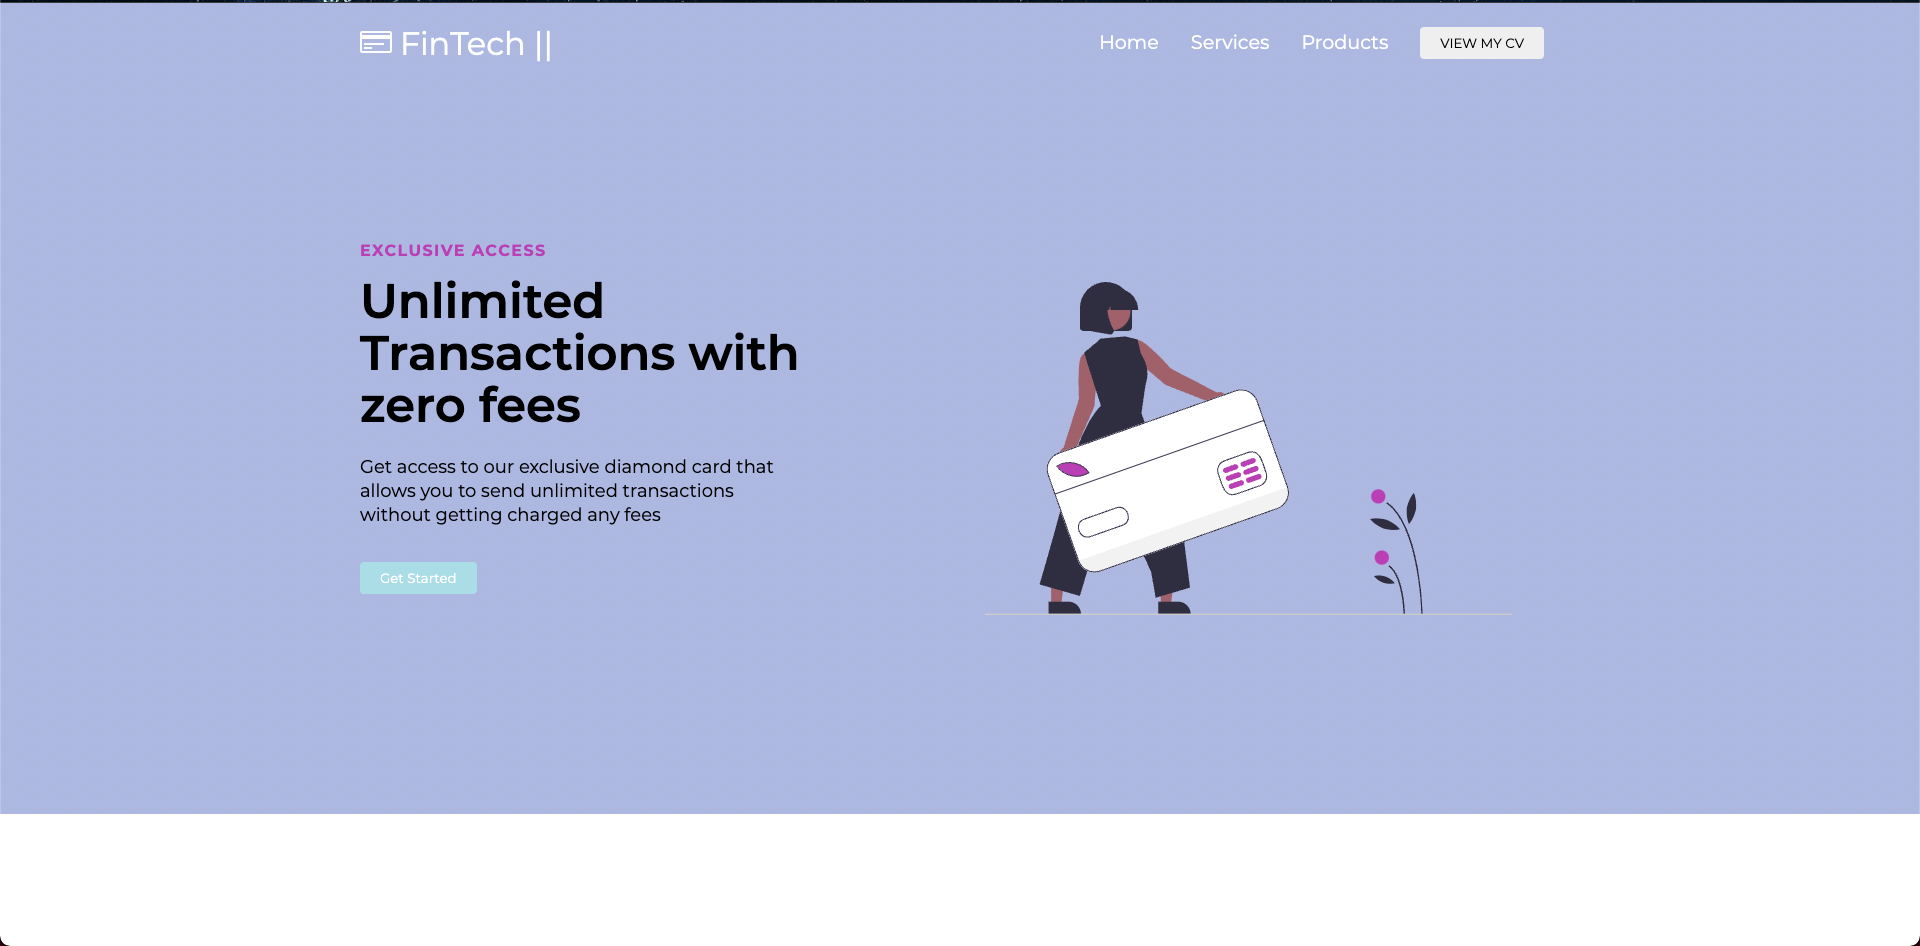 FinTech ||
Home Services Products VIEW MY CV
EXCLUSIVE ACCESS
Unlimited
Transactions with
zero fees
Get access to our exclusive diamond card that
allows you to send unlimited transactions
without getting charged any fees
Get Started